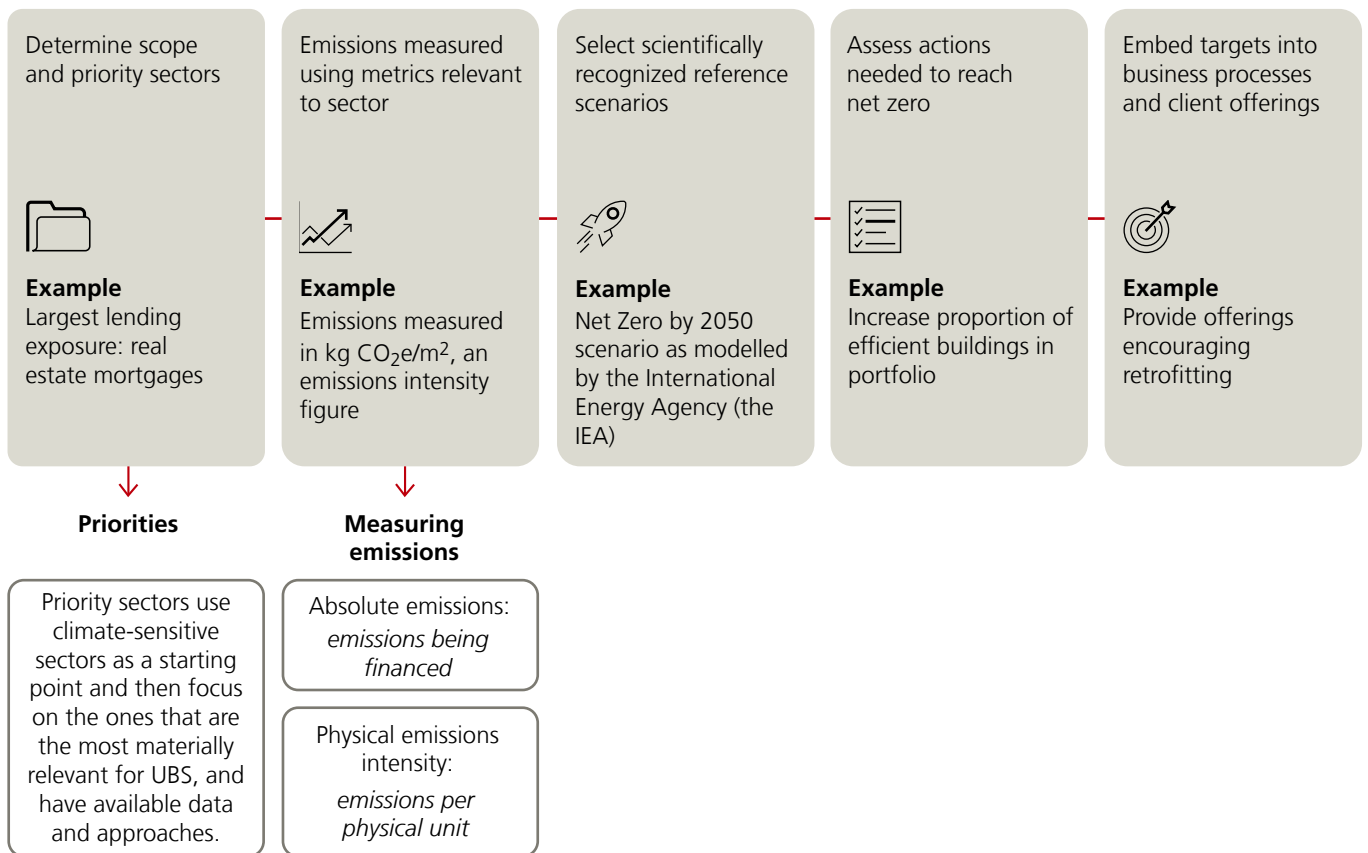 Determine scope
and priority sectors
Example
Largest lending
exposure: real
estate mortgages
Emissions measured
using metrics relevant
to sector
Example
Emissions measured
in kg CO₂e/m², an
emissions intensity
figure
Select scientifically
recognized reference
scenarios
Example
Net Zero by 2050
scenario as modelled
by the International
Energy Agency (the
IEA)
Assess actions
needed to reach
net zero
Example
Increase proportion of
efficient buildings in
portfolio
Embed targets into
business processes
and client offerings
Example
Provide offerings
encouraging
retrofitting
Priorities
Priority sectors use
climate-sensitive
sectors as a starting
point and then focus
on the ones that are
the most materially
relevant for UBS, and
have available data
and approaches.
Measuring
emissions
Absolute emissions:
emissions being
financed
Physical emissions
intensity:
emissions per
physical unit